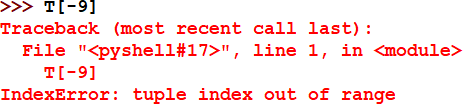 >>> T[-9]
Traceback (most recent call last):
  File "<pyshell#17>", line 1, in <module>
    T[-9]
IndexError: tuple index out of range